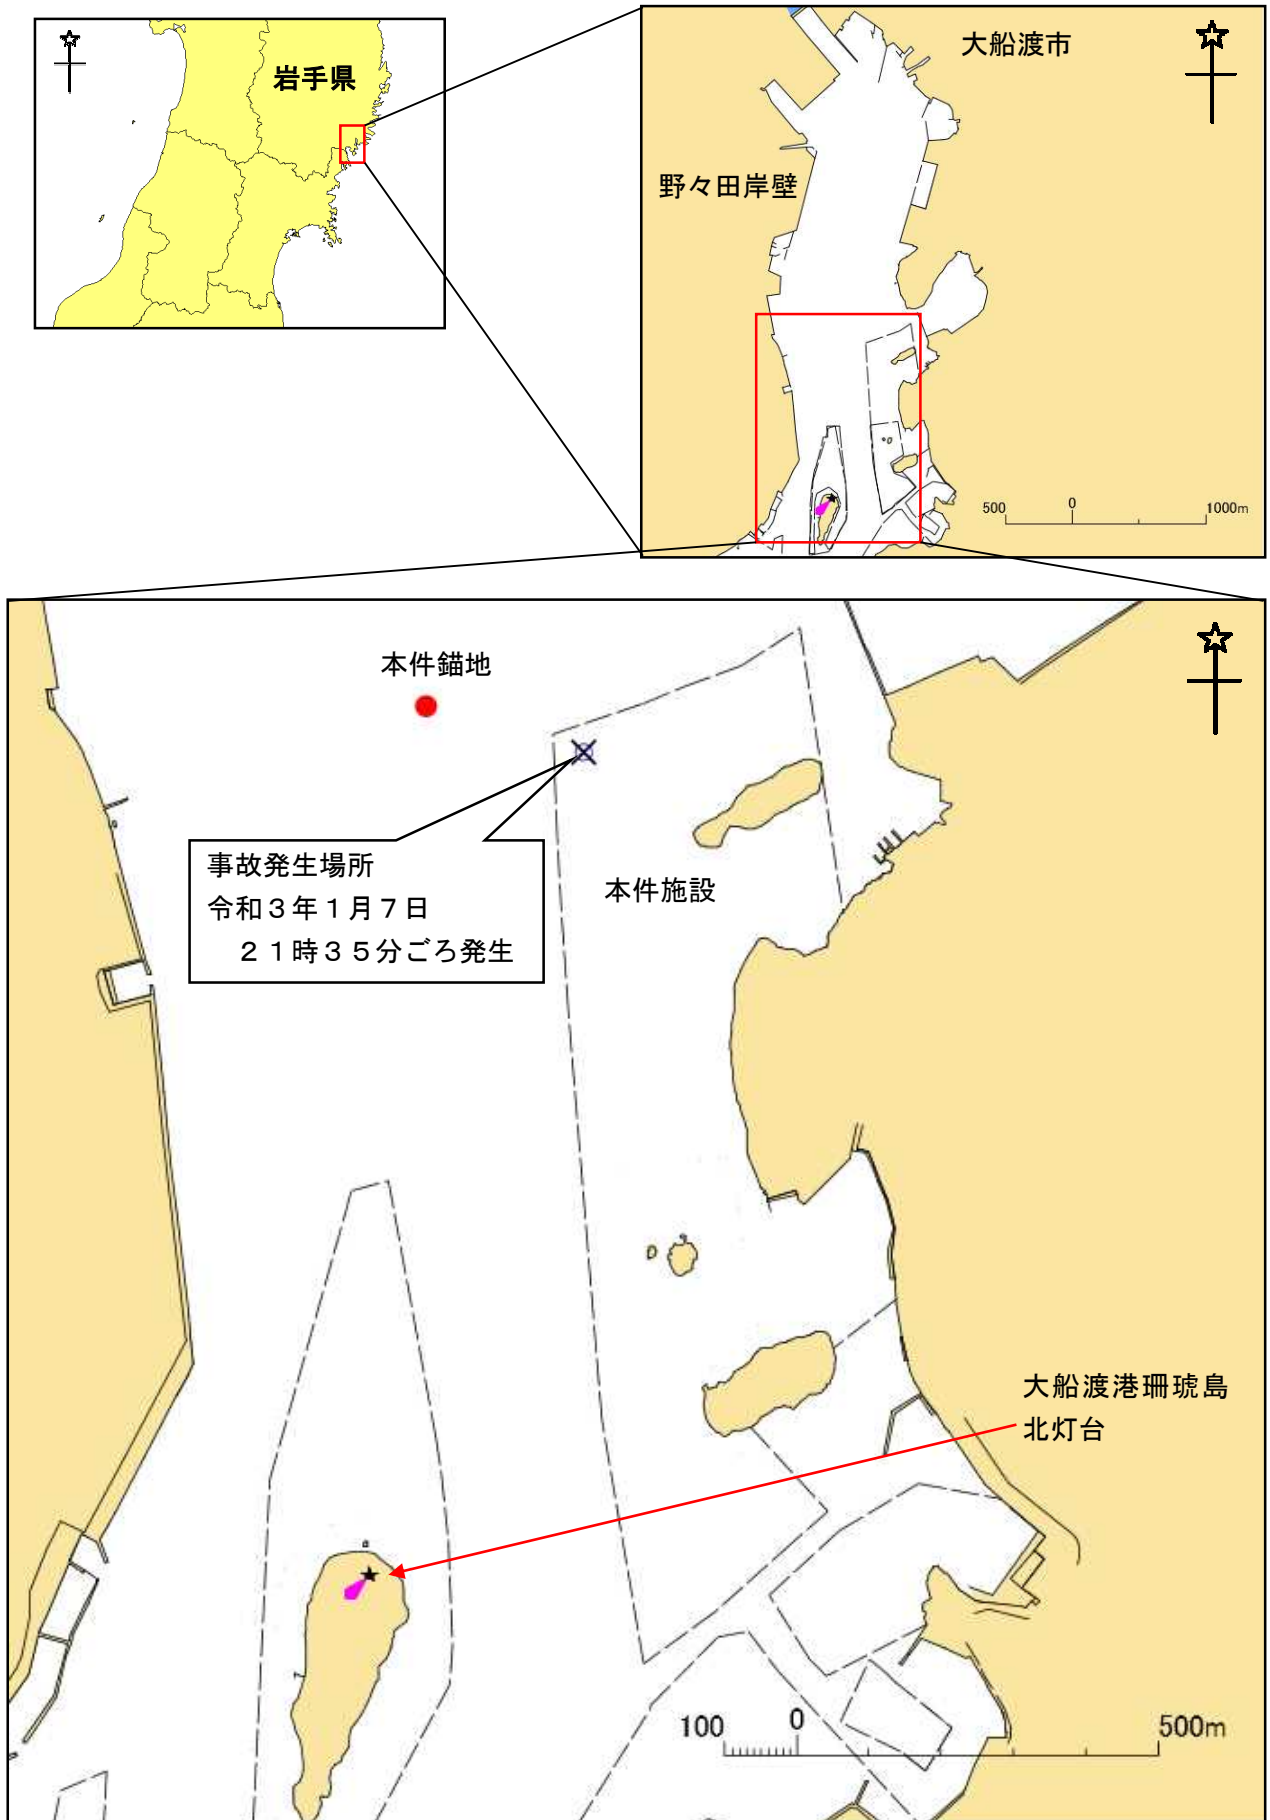 岩手県
大船渡市
野々田岸壁
500 0 1000m
本件錨地
事故発生場所
令和３年１月７日
２１時３５分ごろ発生
本件施設
大船渡港珊琥島
北灯台
100 0 500m